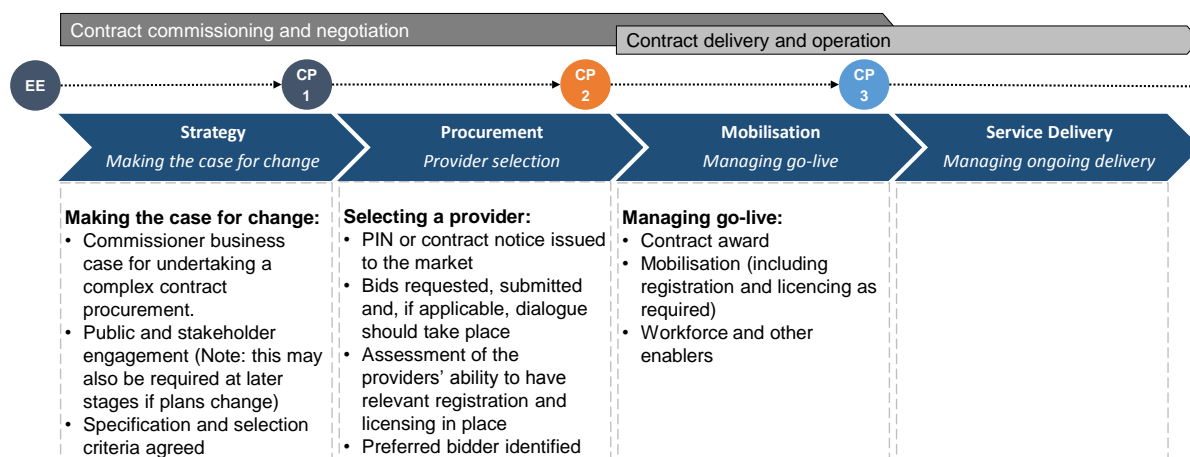 Contract commissioning and negotiation
Contract delivery and operation
EE
CP
1
CP
2
CP
3
Strategy
Making the case for change
Procurement
Provider selection
Mobilisation
Managing go-live
Service Delivery
Managing ongoing delivery
Making the case for change:
• Commissioner business
case for undertaking a
complex contract
procurement.
• Public and stakeholder
engagement (Note: this may
also be required at later
stages if plans change)
• Specification and selection
criteria agreed
Selecting a provider:
• PIN or contract notice issued
to the market
• Bids requested, submitted
and, if applicable, dialogue
should take place
• Assessment of the
providers’ ability to have
relevant registration and
licensing in place
• Preferred bidder identified
Managing go-live:
• Contract award
• Mobilisation (including
registration and licencing as
required)
• Workforce and other
enablers